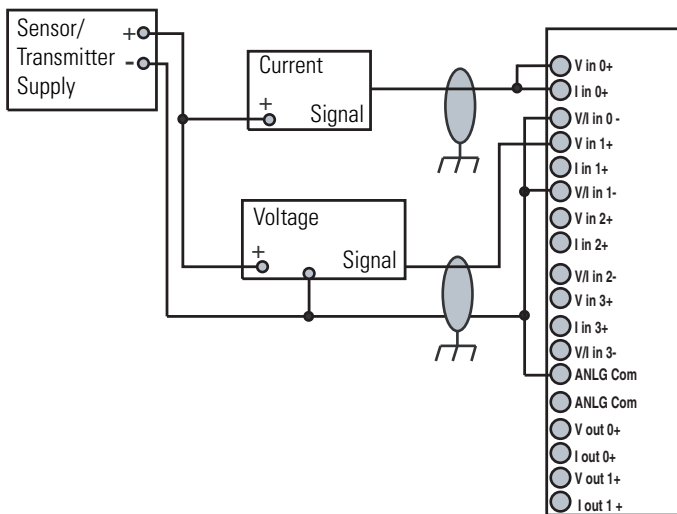 Sensor/
Transmitter
Supply
+
-
Current
+
Signal
Voltage
+
Signal
V in 0+
I in 0+
V/I in 0 -
V in 1+
I in 1+
V/I in 1-
V in 2+
I in 2+
V/I in 2-
V in 3+
I in 3+
V/I in 3-
ANLG Com
ANLG Com
V out 0+
I out 0+
V out 1+
I out 1 +